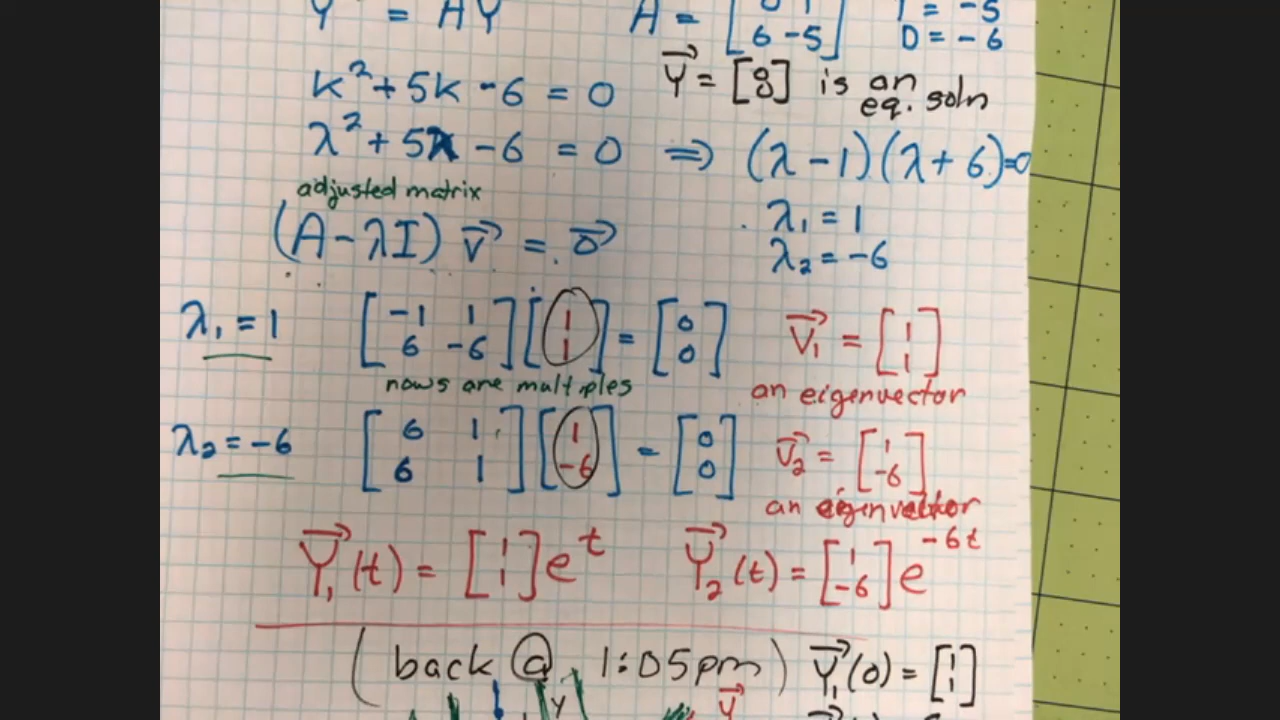 Y = AY A = [0 1 T = -5
6 -5] D = -6
k² + 5k - 6 = 0 Y⃗ = [0 0] is an
eq. soln
λ² + 5λ - 6 = 0 ⇒ (λ - 1)(λ + 6) = 0
adjusted matrix
(A - λI) v⃗ = 0⃗ λ₁ = 1
λ₂ = -6
λ₁ = 1 [-1 1 6 -6] [1 1] = [0 0] V⃗₁ = [1 1]
rows are multiples an eigenvector
λ₂ = -6 [6 1 6 1] [1 -6] = [0 0] V⃗₂ = [1 -6]
an eigenvector
Y⃗₁(t) = [1 1] e^t Y⃗₂(t) = [1 -6] e^-6t
(back @ 1:05pm) Y⃗₁(0) = [1 1]
Y Y⃗